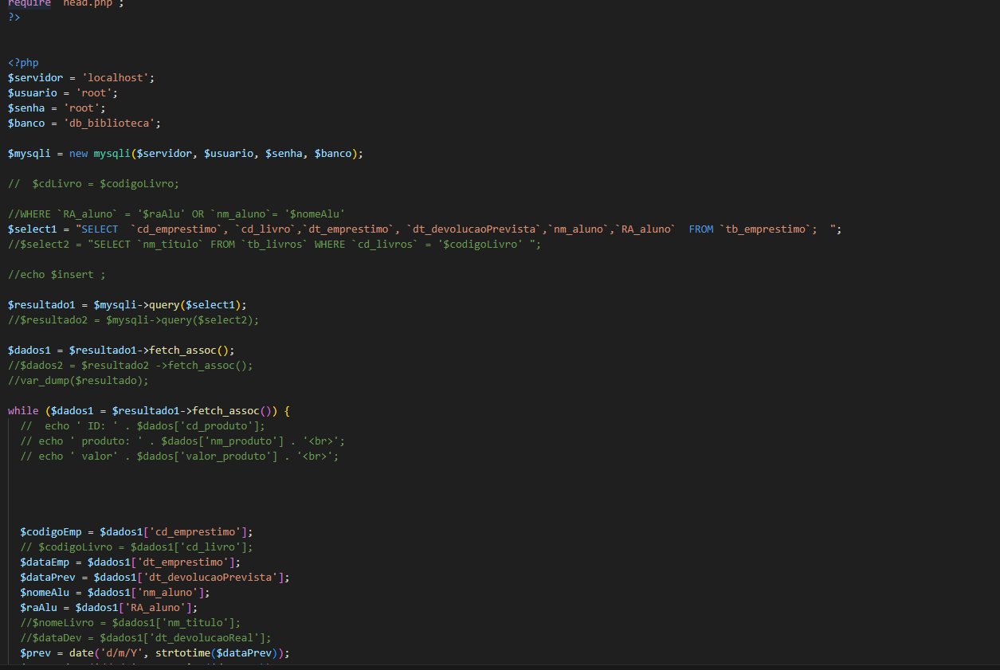 require 'head.php';
?>
<?php
$servidor = 'localhost';
$usuario = 'root';
$senha = 'root';
$banco = 'db_biblioteca';
$mysqli = new mysqli($servidor, $usuario, $senha, $banco);
//  $cdLivro = $codigoLivro;
//WHERE `RA_aluno` = '$raAlu' OR `nm_aluno`= '$nomeAlu'
$select1 = "SELECT  `cd_emprestimo`, `cd_livro`,`dt_emprestimo`, `dt_devolucaoPrevista`,`nm_aluno`,`RA_aluno`  FROM `tb_emprestimo`;  ";
//$select2 = "SELECT `nm_titulo` FROM `tb_livros` WHERE `cd_livros` = '$codigoLivro' ";
//echo $insert ;
$resultado1 = $mysqli->query($select1);
//$resultado2 = $mysqli->query($select2);
$dados1 = $resultado1->fetch_assoc();
//$dados2 = $resultado2 ->fetch_assoc();
//var_dump($resultado);
while ($dados1 = $resultado1->fetch_assoc()) {
//  echo ' ID: ' . $dados['cd_produto'];
// echo ' produto: ' . $dados['nm_produto'] . '<br>';
// echo ' valor' . $dados['valor_produto'] . '<br>';
$codigoEmp = $dados1['cd_emprestimo'];
// $codigoLivro = $dados1['cd_livro'];
$dataEmp = $dados1['dt_emprestimo'];
$dataPrev = $dados1['dt_devolucaoPrevista'];
$nomeAlu = $dados1['nm_aluno'];
$raAlu = $dados1['RA_aluno'];
//$nomeLivro = $dados1['nm_titulo'];
//$dataDev = $dados1['dt_devolucaoReal'];
$prev = date('d/m/Y', strtotime($dataPrev));